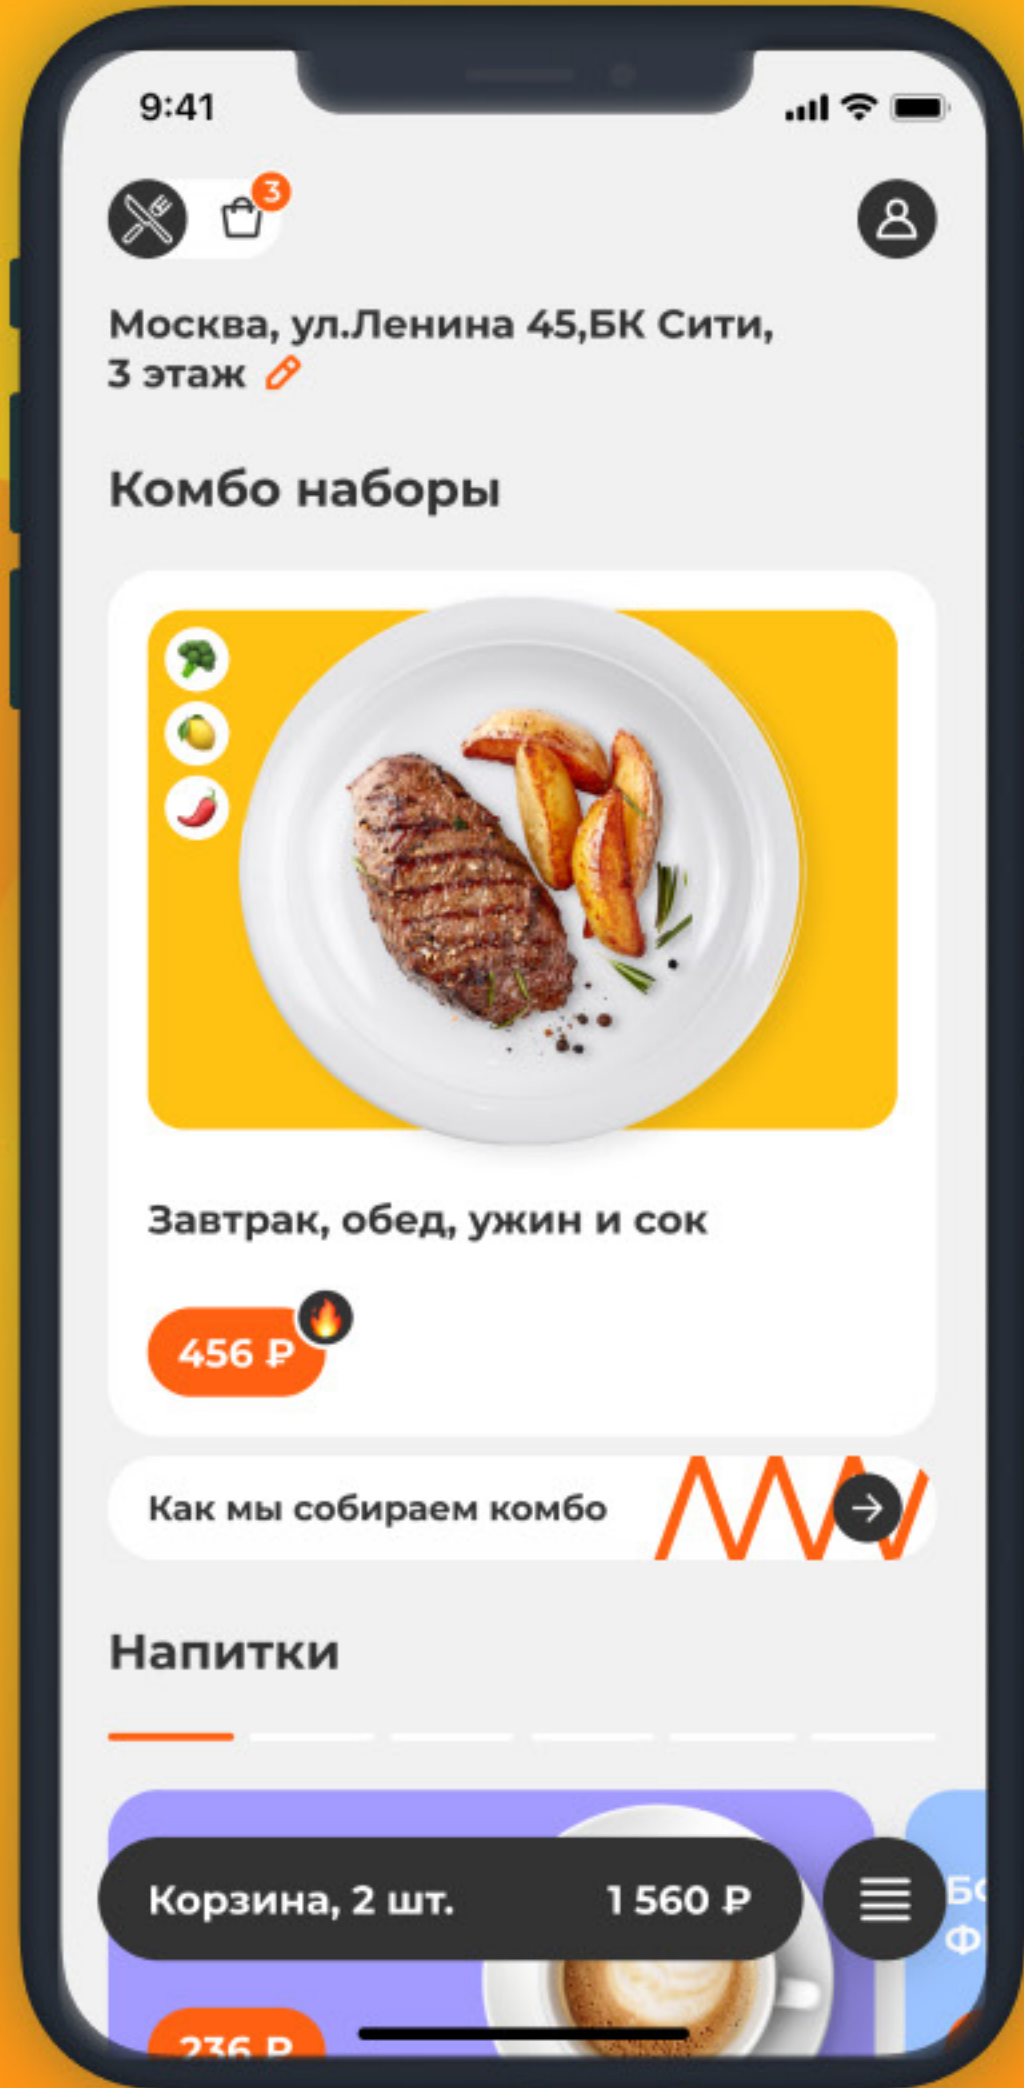 9:41
3
Москва, ул.Ленина 45,БК Сити,
3 этаж
Комбо наборы
Завтрак, обед, ужин и сок
456 ₽
Как мы собираем комбо
Напитки
Корзина, 2 шт. 1 560 ₽
236 ₽